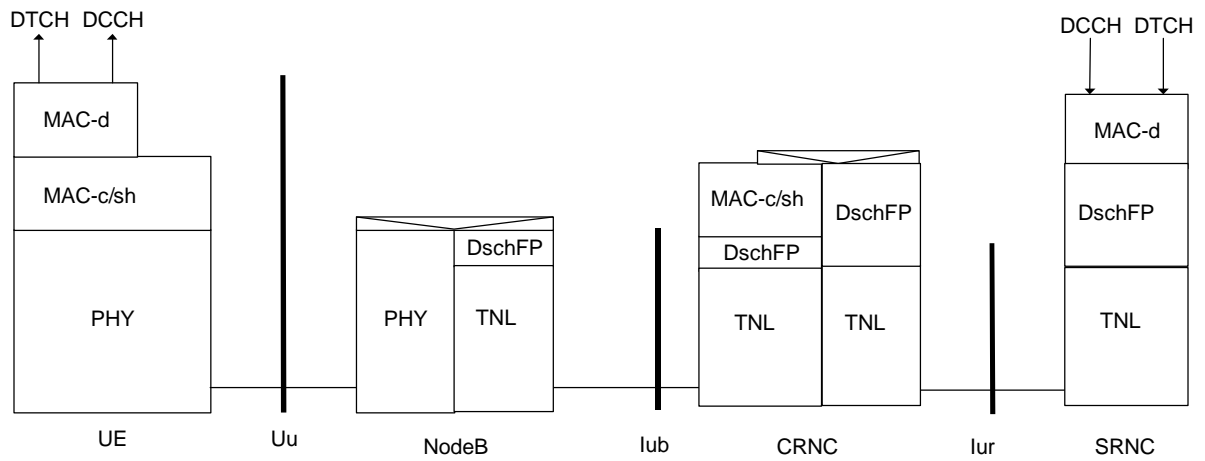 DTCH DCCH
DCCH DTCH
MAC-d
MAC-d
MAC-c/sh
MAC-c/sh
DschFP
DschFP
DschFP
DschFP
PHY
PHY
TNL
TNL
TNL
TNL
UE
Uu
NodeB
Iub
CRNC
Iur
SRNC